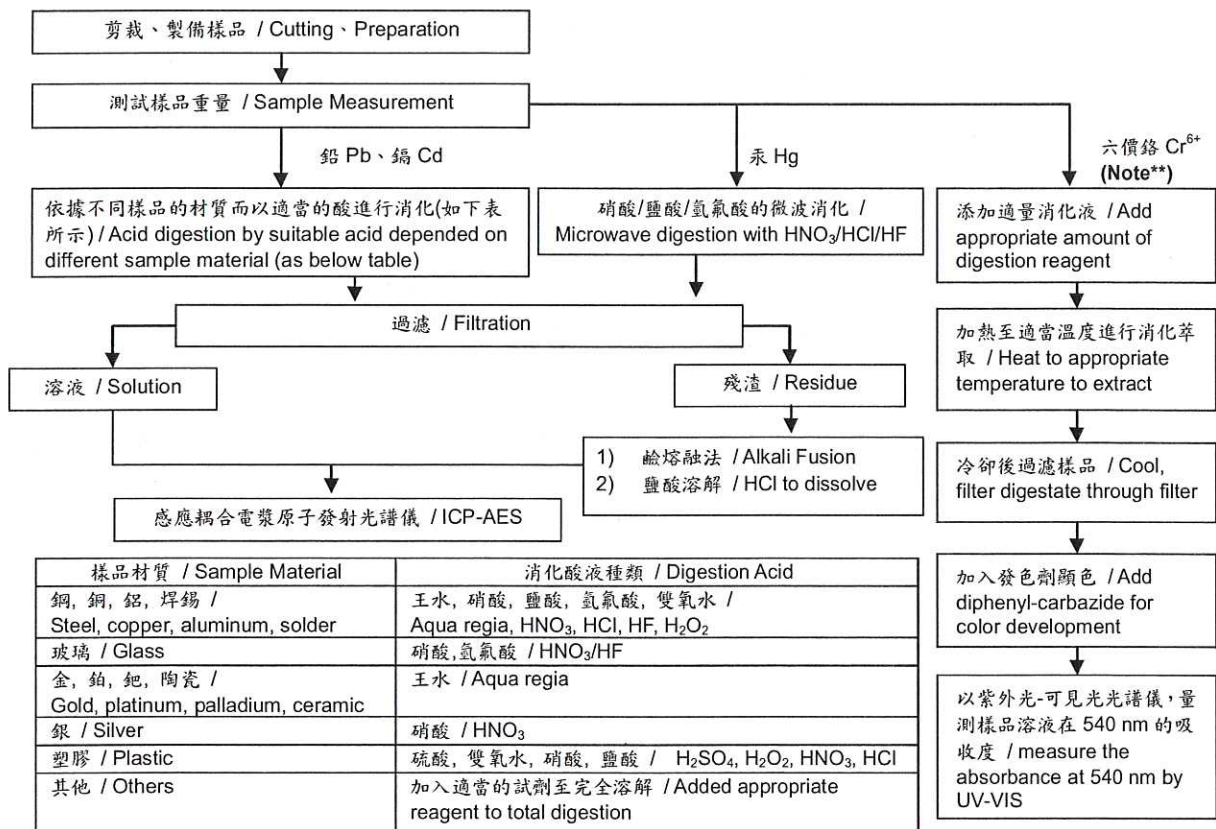 剪裁、製備樣品 / Cutting、Preparation
測試樣品重量 / Sample Measurement
鉛 Pb、鎘 Cd
汞 Hg
六價鉻 Cr⁶⁺
(Note**)
依據不同樣品的材質而以適當的酸進行消化(如下表
所示) / Acid digestion by suitable acid depended on
different sample material (as below table)
硝酸/鹽酸/氫氟酸的微波消化 /
Microwave digestion with HNO₃/HCl/HF
添加適量消化液 / Add
appropriate amount of
digestion reagent
過濾 / Filtration
加熱至適當溫度進行消化萃
取 / Heat to appropriate
temperature to extract
溶液 / Solution
殘渣 / Residue
1) 鹼熔融法 / Alkali Fusion
2) 鹽酸溶解 / HCl to dissolve
冷卻後過濾樣品 / Cool,
filter digestate through filter
感應耦合電漿原子發射光譜儀 / ICP-AES
加入發色劑顯色 / Add
diphenyl-carbazide for
color development
以紫外光-可見光光譜儀,量
測樣品溶液在 540 nm 的吸
收度 / measure the
absorbance at 540 nm by
UV-VIS
樣品材質 / Sample Material
消化酸液種類 / Digestion Acid
鋼, 銅, 鋁, 焊錫 /
Steel, copper, aluminum, solder
王水, 硝酸, 鹽酸, 氫氟酸, 雙氧水 /
Aqua regia, HNO₃, HCl, HF, H₂O₂
玻璃 / Glass
硝酸,氫氟酸 / HNO₃/HF
金, 鉑, 鈀, 陶瓷 /
Gold, platinum, palladium, ceramic
王水 / Aqua regia
銀 / Silver
硝酸 / HNO₃
塑膠 / Plastic
硫酸, 雙氧水, 硝酸, 鹽酸 / H₂SO₄, H₂O₂, HNO₃, HCl
其他 / Others
加入適當的試劑至完全溶解 / Added appropriate
reagent to total digestion